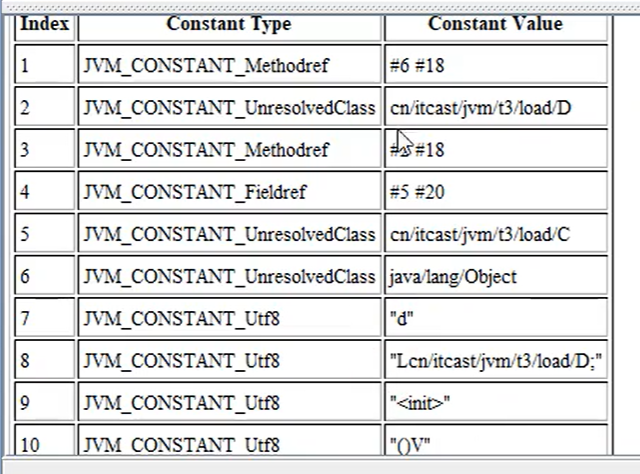 Index Constant Type Constant Value
1 JVM_CONSTANT_Methodref #6 #18
2 JVM_CONSTANT_UnresolvedClass cn/itcast/jvm/t3/load/D
3 JVM_CONSTANT_Methodref #18
4 JVM_CONSTANT_Fieldref #5 #20
5 JVM_CONSTANT_UnresolvedClass cn/itcast/jvm/t3/load/C
6 JVM_CONSTANT_UnresolvedClass java/lang/Object
7 JVM_CONSTANT_Utf8 "d"
8 JVM_CONSTANT_Utf8 "Lcn/itcast/jvm/t3/load/D;"
9 JVM_CONSTANT_Utf8 "<init>"
10 JVM_CONSTANT_Utf8 "()V"